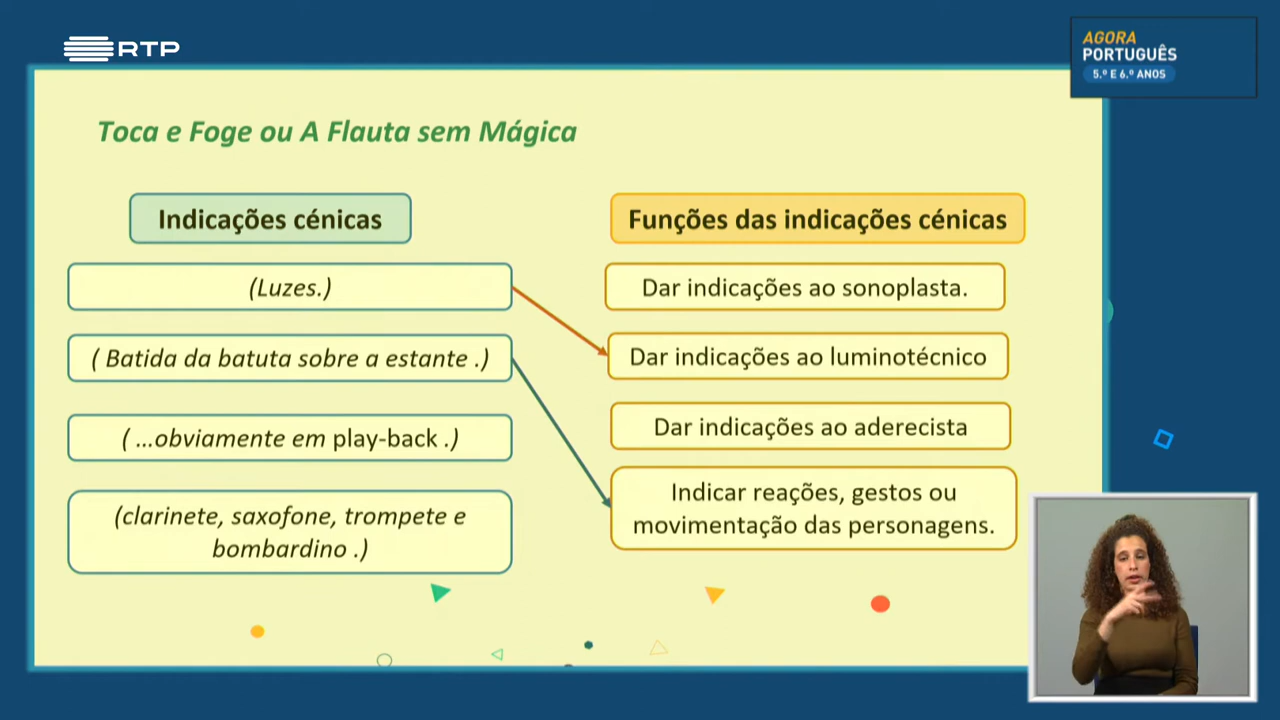 RTP
AGORA
PORTUGUÊS
5.º E 6.º ANOS
Toca e Foge ou A Flauta sem Mágica
Indicações cénicas
Funções das indicações cénicas
(Luzes.)
Dar indicações ao sonoplasta.
( Batida da batuta sobre a estante .)
Dar indicações ao luminotécnico
( ...obviamente em play-back .)
Dar indicações ao aderecista
(clarinete, saxofone, trompete e
bombardino .)
Indicar reações, gestos ou
movimentação das personagens.